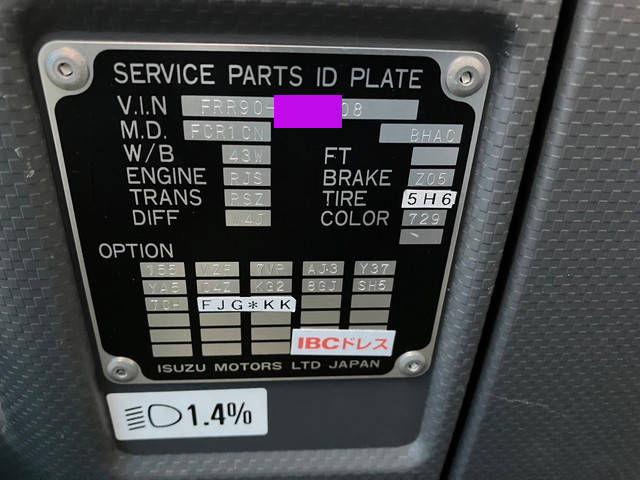 SERVICE PARTS ID PLATE
V.I.N FRR90- 08
M.D. FCR1CN BHAC
W/B 43W FT
ENGINE RJS BRAKE Z05
TRANS PSZ TIRE 5H6
DIFF 4J COLOR 729
OPTION
7VP AJ3 Y37
YA5 KG2 8GJ SH5
FJG*KK
IBCドレス
ISUZU MOTORS LTD JAPAN
1.4%